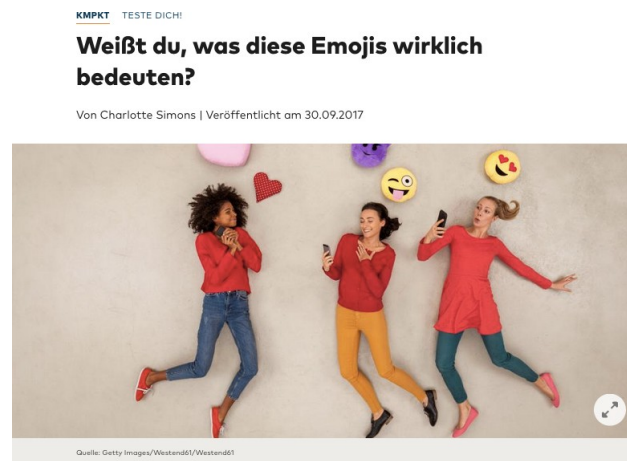 KMPKT TESTE DICH!
Weißt du, was diese Emojis wirklich
bedeuten?
Von Charlotte Simons | Veröffentlicht am 30.09.2017
Quelle: Getty Images/Westend61/Westend61